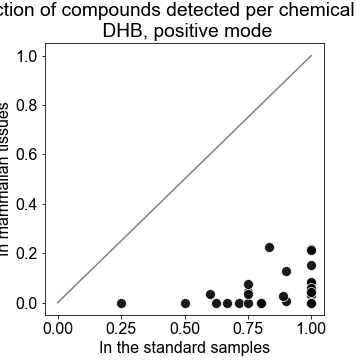 ction of compounds detected per chemical
DHB, positive mode
In mammalian tissues
1.0
0.8
0.6
0.4
0.2
0.0
0.00
0.25
0.50
0.75
1.00
In the standard samples